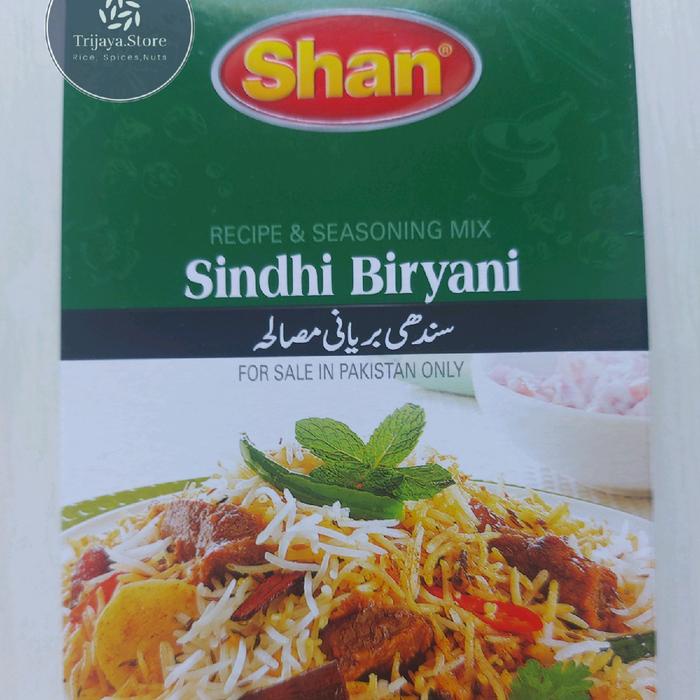 Trijaya.Store
Rice, Spices,Nuts
Shan®
RECIPE & SEASONING MIX
Sindhi Biryani
سندھی بریانی مصالحہ
FOR SALE IN PAKISTAN ONLY